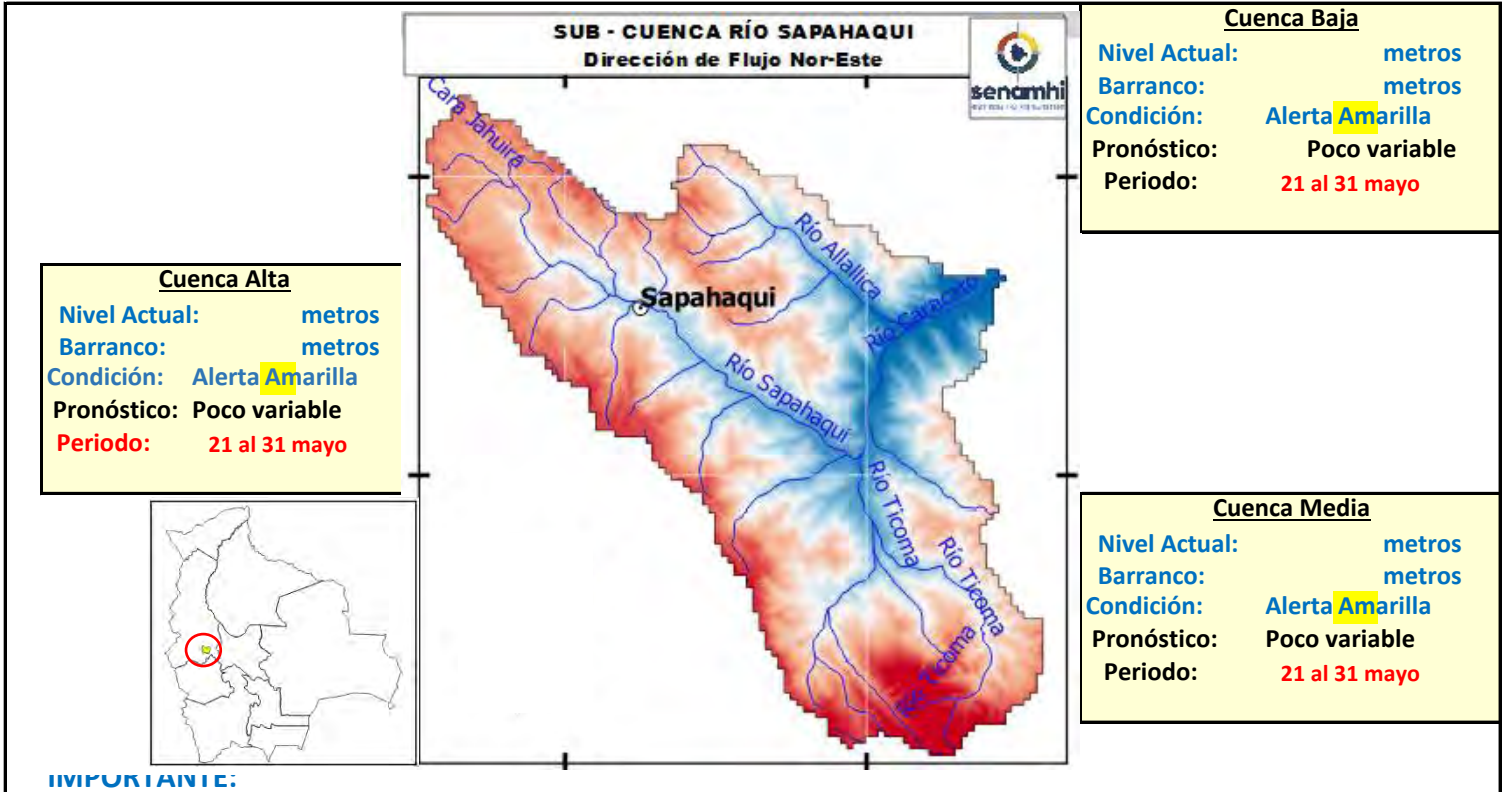 SUB - CUENCA RÍO SAPAHAQUI
Dirección de Flujo Nor-Este
senamhi
Cuenca Baja
Nivel Actual: metros
Barranco: metros
Condición: Alerta Amarilla
Pronóstico: Poco variable
Periodo: 21 al 31 mayo
Cuenca Alta
Nivel Actual: metros
Barranco: metros
Condición: Alerta Amarilla
Pronóstico: Poco variable
Periodo: 21 al 31 mayo
Cara Jahuira
Río Allallica
Sapahaqui
Río Caracato
Río Sapahaqui
Río Ticoma
Río Ticoma
Río Ticoma
Cuenca Media
Nivel Actual: metros
Barranco: metros
Condición: Alerta Amarilla
Pronóstico: Poco variable
Periodo: 21 al 31 mayo
IMPORTANTE: